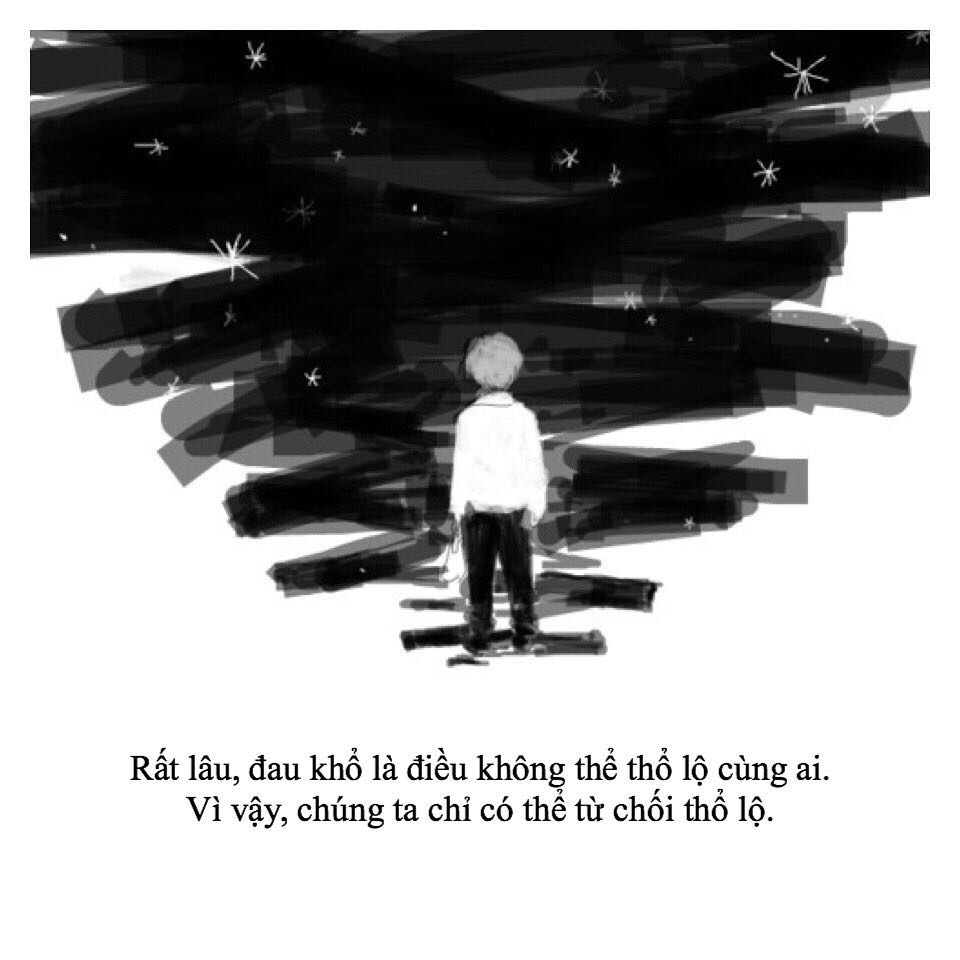 Rất lâu, đau khổ là điều không thể thổ lộ cùng ai.
Vì vậy, chúng ta chỉ có thể từ chối thổ lộ.